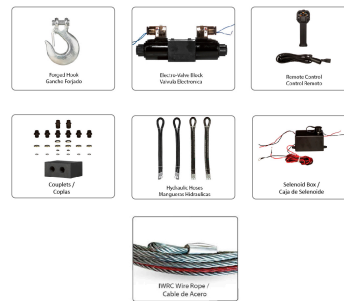 Forged Hook
Gancho Forjado
Electro-Valve Block
Valvula Electronica
Remote Control
Control Remoto
Couplets /
Coplas
Hydraulic Hoses
Mangueras Hidraulicas
Selenoid Box /
Caja de Selenoide
IWRC Wire Rope /
Cable de Acero